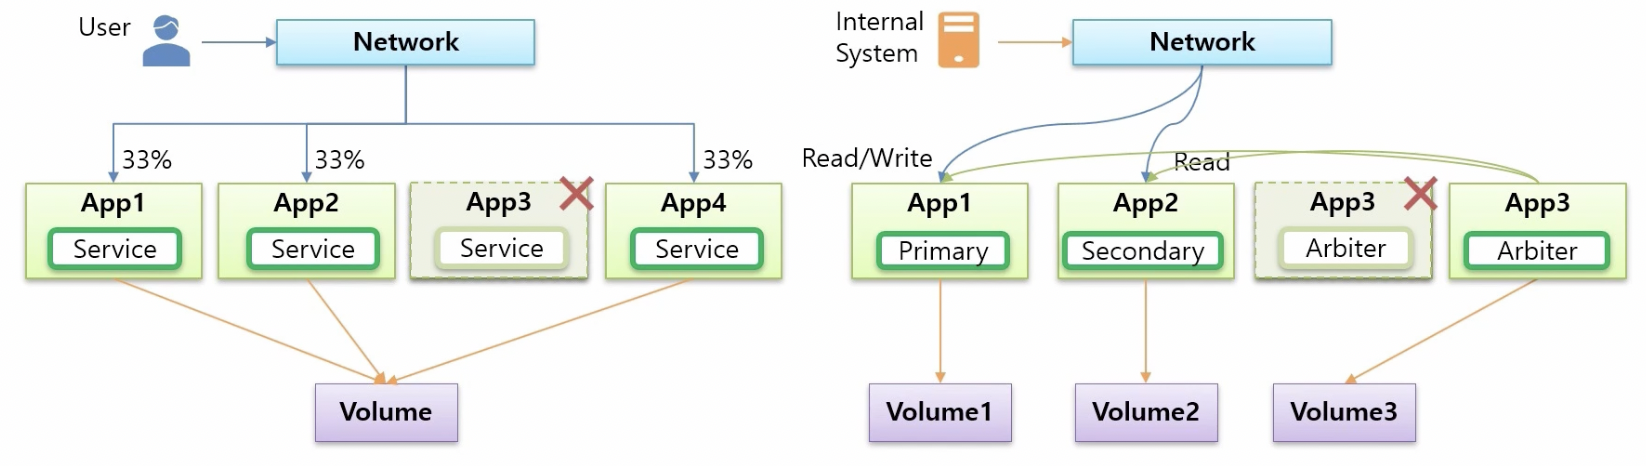 User
Network
33%
33%
33%
App1
App2
App3
App4
Service
Service
Service
Service
Volume
Internal
System
Network
Read/Write
Read
App1
App2
App3
App3
Primary
Secondary
Arbiter
Arbiter
Volume1
Volume2
Volume3